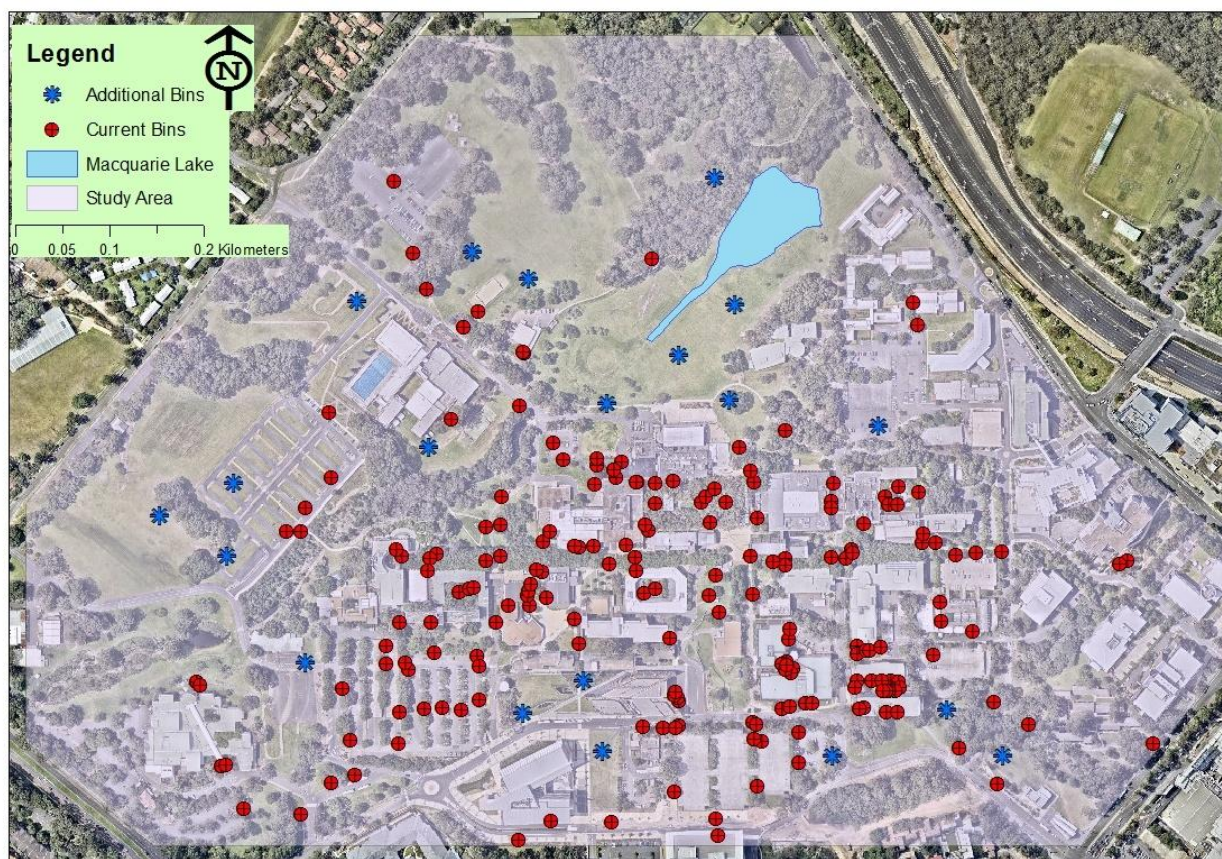 Legend
N
Additional Bins
Current Bins
Macquarie Lake
Study Area
0 0.05 0.1 0.2 Kilometers